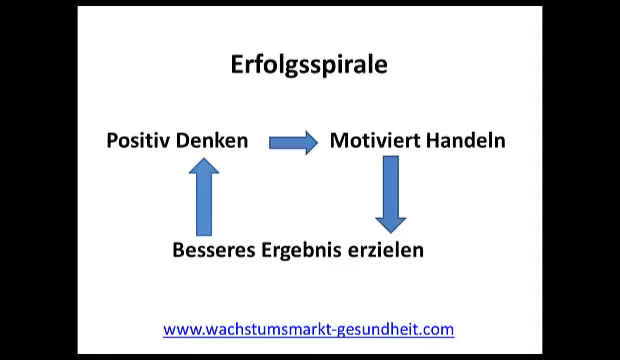 Erfolgsspirale
Positiv Denken
Motiviert Handeln
Besseres Ergebnis erzielen
www.wachstumsmarkt-gesundheit.com